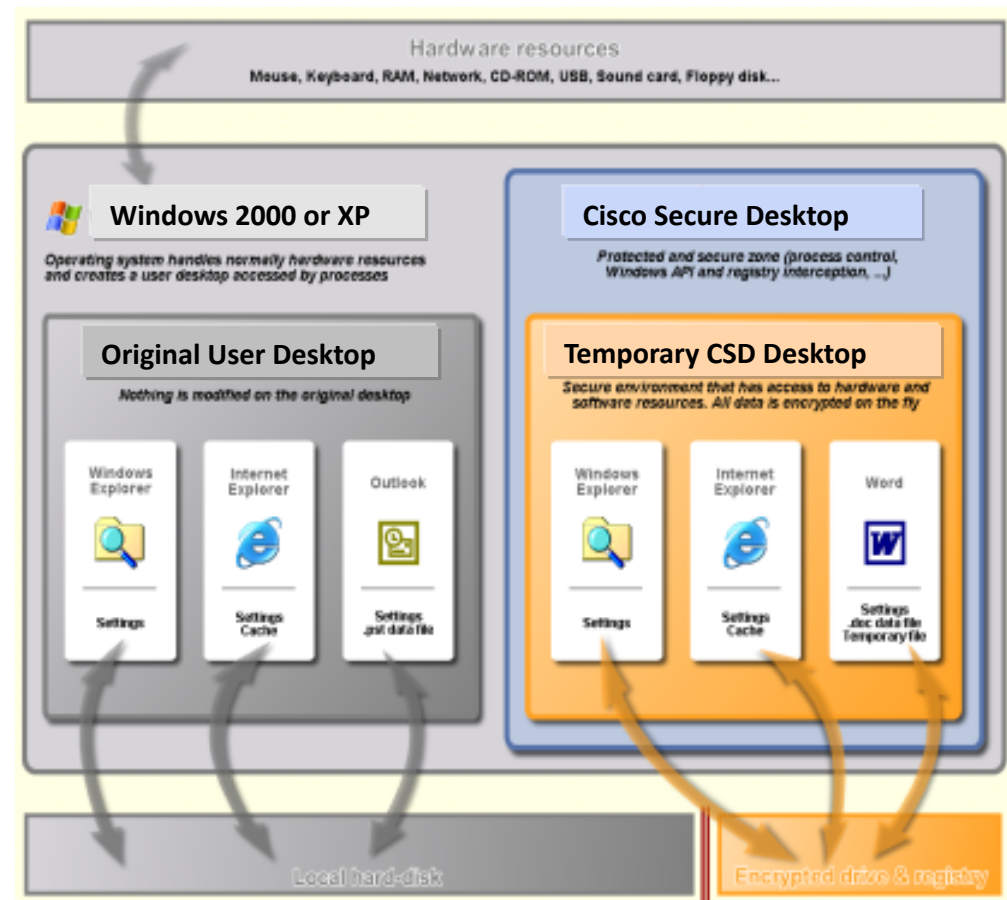 Hardware resources
Mouse, Keyboard, RAM, Network, CD-ROM, USB, Sound card, Floppy disk...
Windows 2000 or XP
Operating system handles normally hardware resources
and creates a user desktop accessed by processes
Original User Desktop
Nothing is modified on the original desktop
Windows
Explorer
Settings
Internet
Explorer
Settings
Cache
Outlook
Settings
.pst data file
Cisco Secure Desktop
Protected and secure zone (process control,
Windows API and registry interception, ...)
Temporary CSD Desktop
Secure environment that has access to hardware and
software resources. All data is encrypted on the fly
Windows
Explorer
Settings
Internet
Explorer
Settings
Cache
Word
W
Settings
.doc data file
Temporary file
Local hard-disk
Encrypted drive & registry